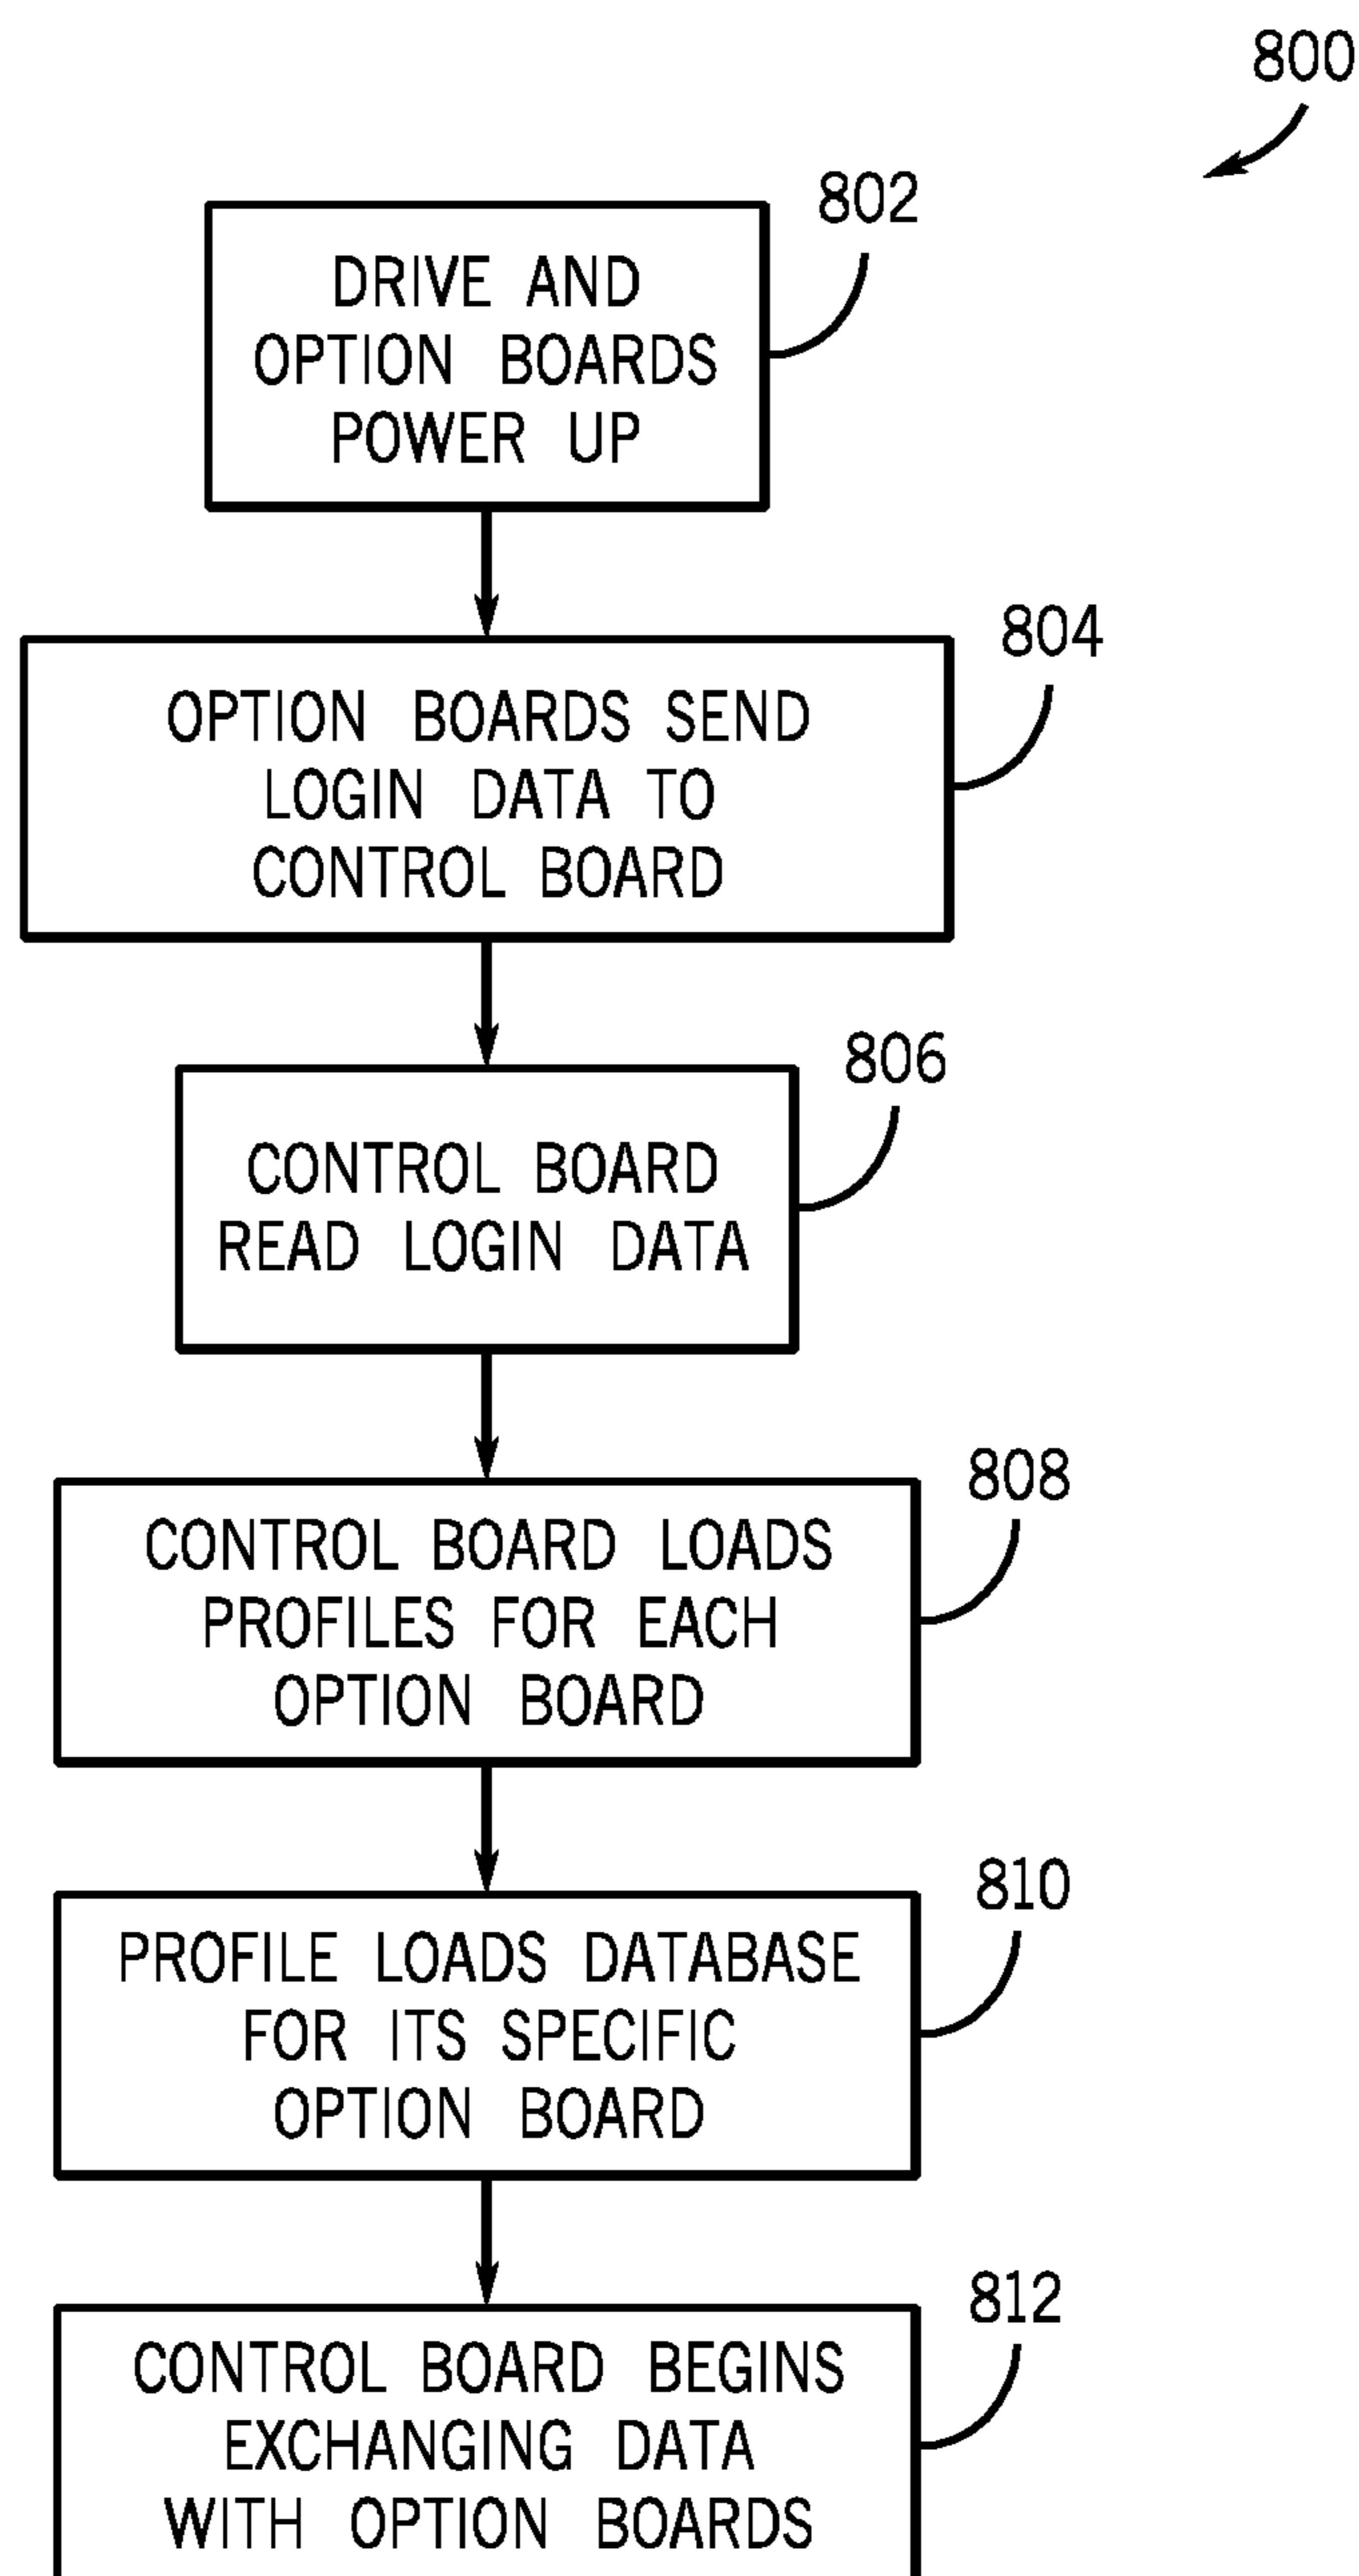 800
802
DRIVE AND
OPTION BOARDS
POWER UP
804
OPTION BOARDS SEND
LOGIN DATA TO
CONTROL BOARD
806
CONTROL BOARD
READ LOGIN DATA
808
CONTROL BOARD LOADS
PROFILES FOR EACH
OPTION BOARD
810
PROFILE LOADS DATABASE
FOR ITS SPECIFIC
OPTION BOARD
812
CONTROL BOARD BEGINS
EXCHANGING DATA
WITH OPTION BOARDS